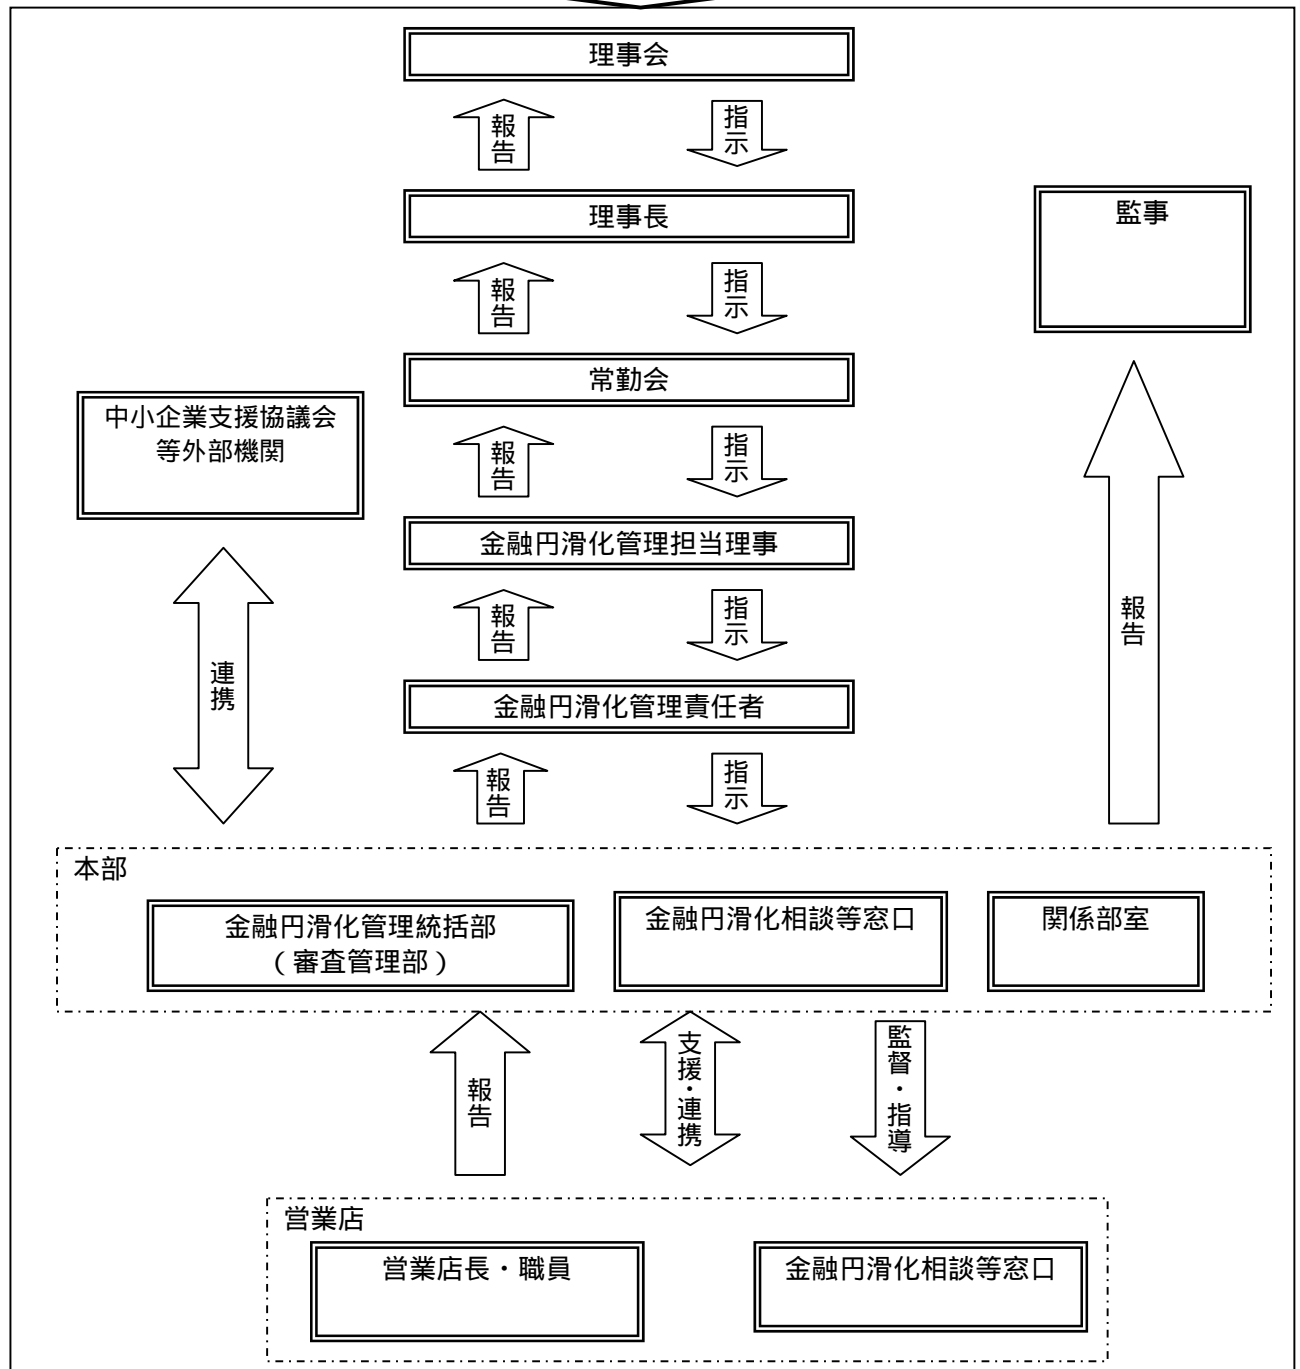 理事会
報告
指示
理事長
監事
報告
指示
常勤会
中小企業支援協議会
等外部機関
報告
指示
金融円滑化管理担当理事
報告
指示
報告
連携
金融円滑化管理責任者
報告
指示
本部
金融円滑化管理統括部
（審査管理部）
金融円滑化相談等窓口
関係部室
報告
支援・連携
監督・指導
営業店
営業店長・職員
金融円滑化相談等窓口